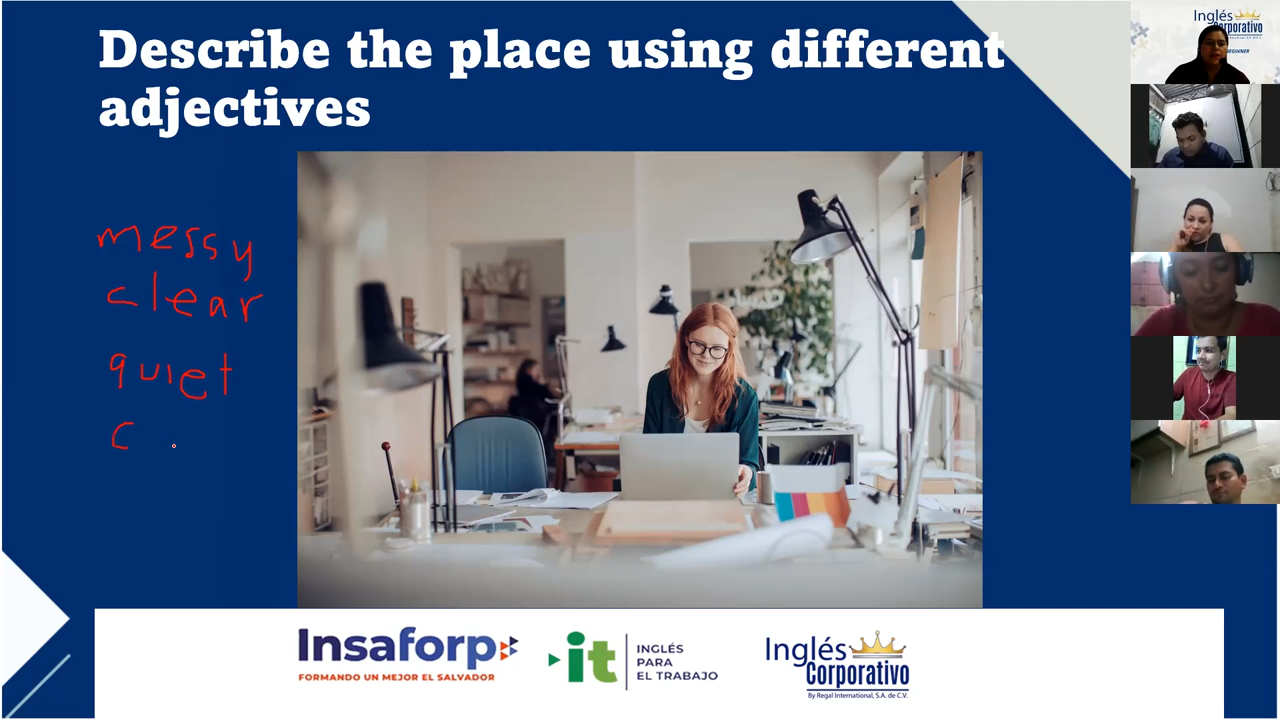 Describe the place using different
adjectives
messy
clear
quiet
c
Insaforp
FORMANDO UN MEJOR EL SALVADOR
it
INGLÉS
PARA
EL TRABAJO
Inglés
Corporativo
By Regal International, S.A. de C.V.
Inglés
Corporativo